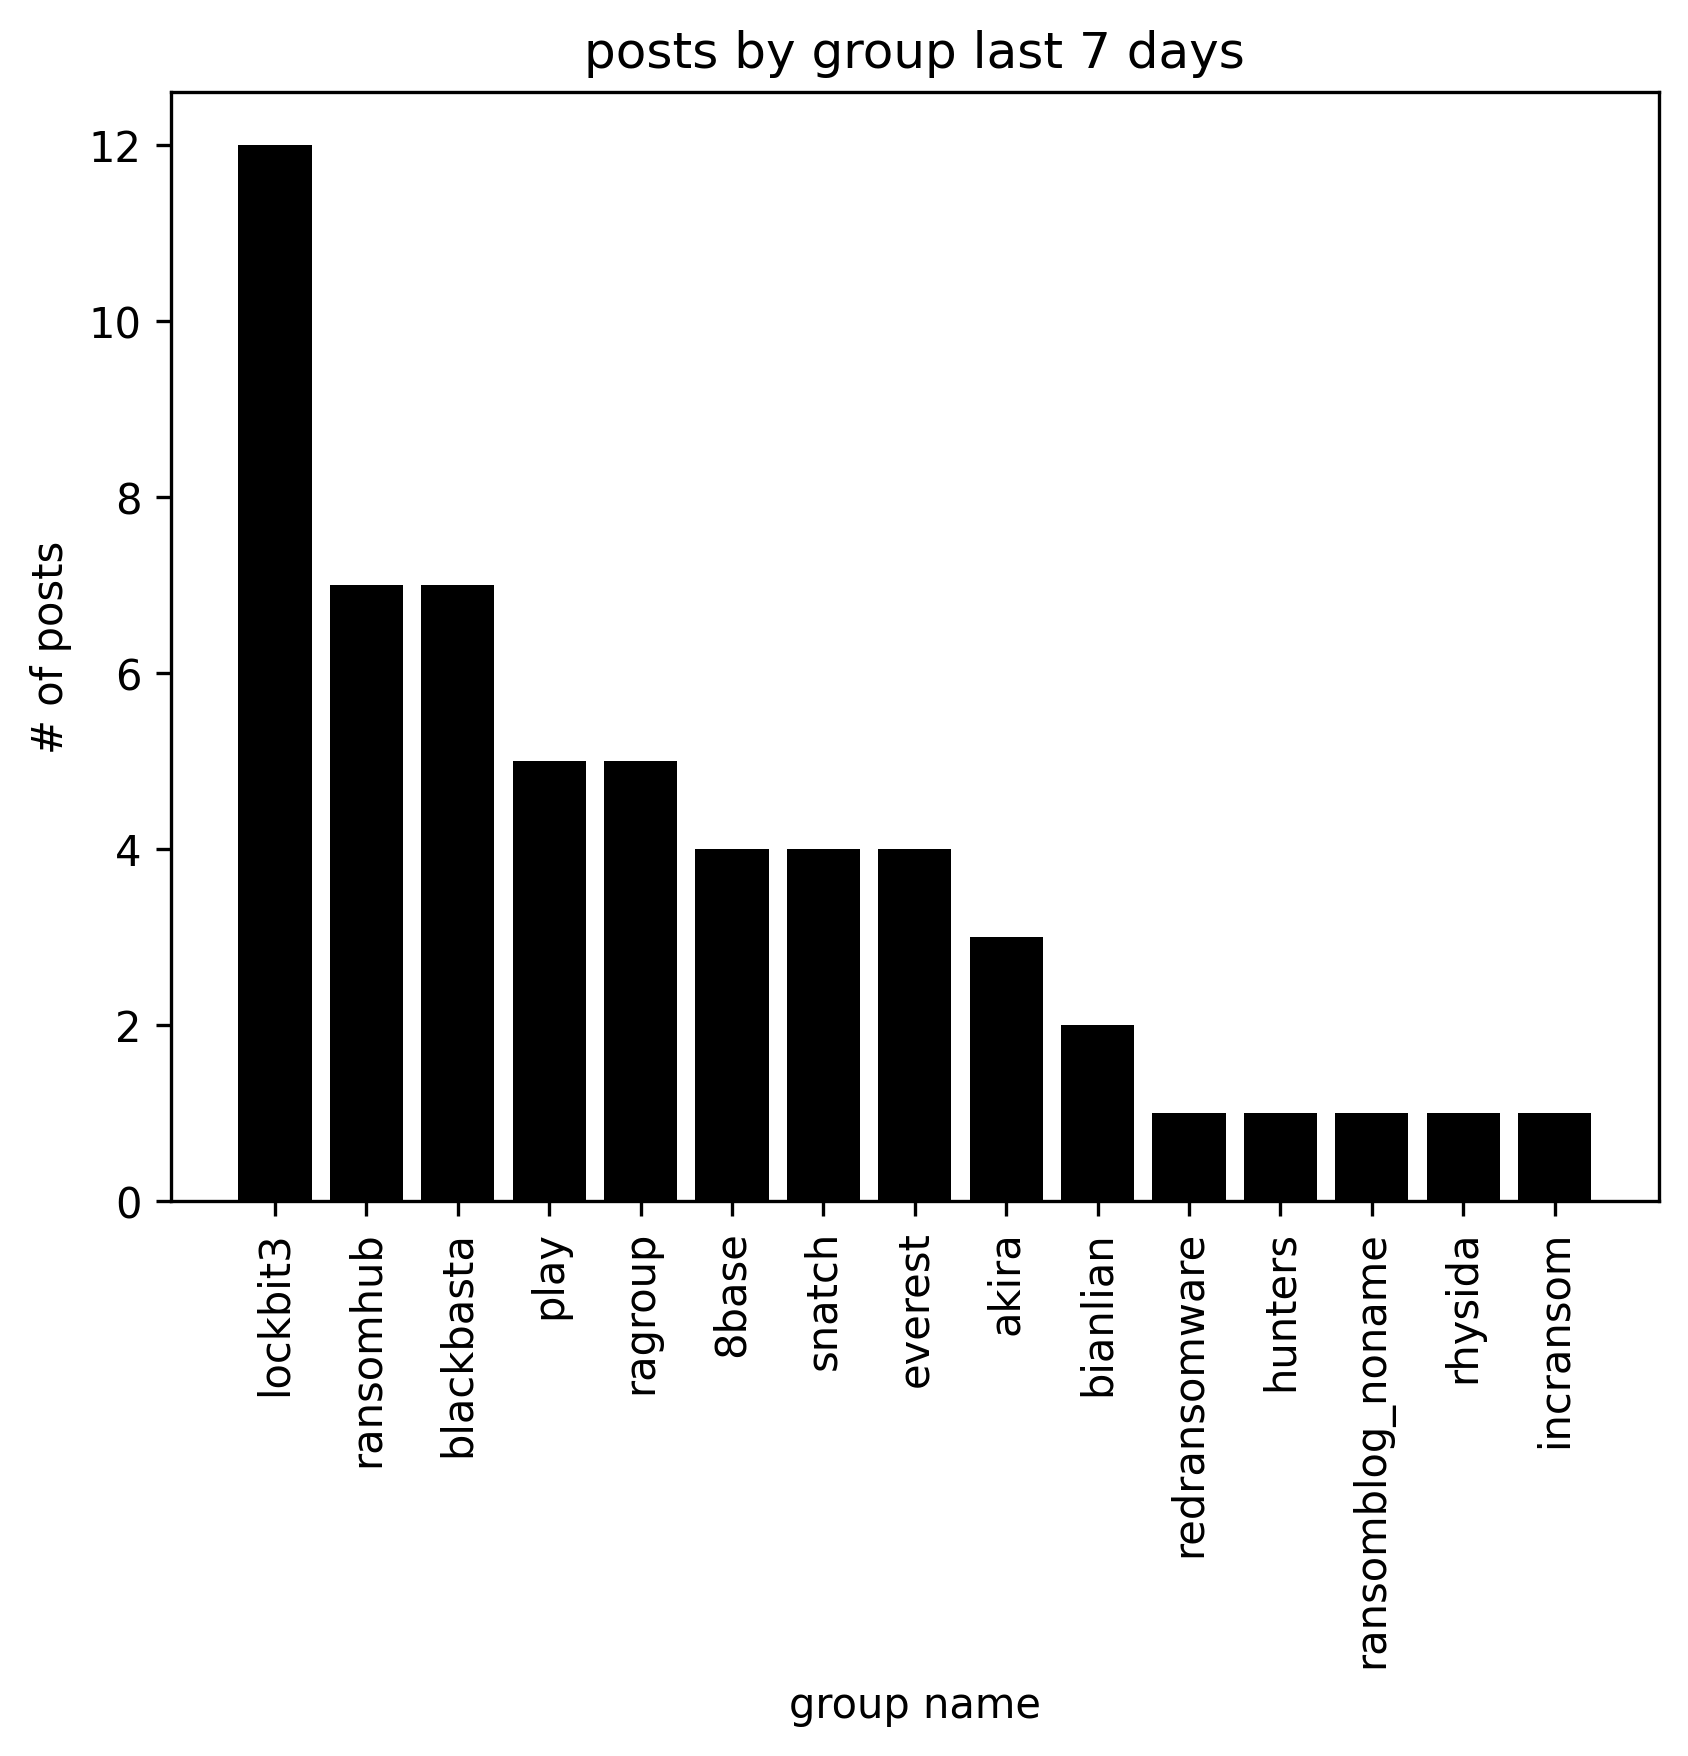 posts by group last 7 days
12
10
8
6
4
2
0
# of posts
lockbit3
ransomhub
blackbasta
play
ragroup
8base
snatch
everest
akira
bianlian
redransomware
hunters
ransomblog_noname
rhysida
incransom
group name